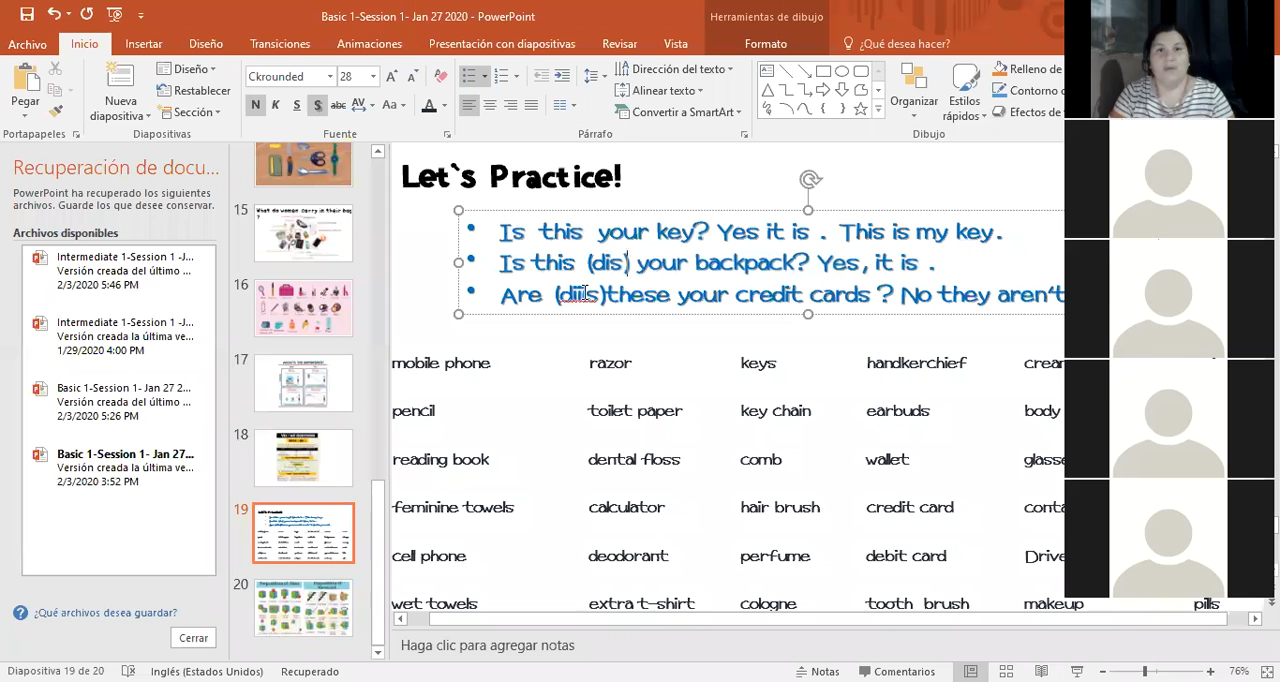 Basic 1-Session 1- Jan 27 2020 - PowerPoint
Herramientas de dibujo
Archivo Inicio Insertar Diseño Transiciones Animaciones Presentación con diapositivas Revisar Vista Formato ¿Qué desea hacer?
Pegar
Nueva diapositiva
Diseño
Restablecer
Sección
Ckrounded 28
N K S S abc AV Aa A
Dirección del texto
Alinear texto
Convertir a SmartArt
Organizar
Estilos rápidos
Relleno de
Contorno
Efectos de
Portapapeles Diapositivas Fuente Párrafo Dibujo
Recuperación de docu...
PowerPoint ha recuperado los siguientes
archivos. Guarde los que desee conservar.
Archivos disponibles
Intermediate 1-Session 1 -J...
Versión creada del último ...
2/3/2020 5:46 PM
Intermediate 1-Session 1 -J...
Versión creada la última ve...
1/29/2020 4:00 PM
Basic 1-Session 1- Jan 27 2...
Versión creada del último ...
2/3/2020 5:26 PM
Basic 1-Session 1- Jan 27...
Versión creada la última ve...
2/3/2020 3:52 PM
¿Qué archivos desea guardar?
Cerrar
15
16
17
18
19
20
Let`s Practice!
Is this your key? Yes it is . This is my key.
Is this (dis) your backpack? Yes, it is .
Are (diis)these your credit cards ? No they aren't
mobile phone razor keys handkerchief
pencil toilet paper key chain earbuds body
reading book dental floss comb wallet
feminine towels calculator hair brush credit card
cell phone deodorant perfume debit card
wet towels extra t-shirt cologne tooth brush makeup pills
Haga clic para agregar notas
Diapositiva 19 de 20 Inglés (Estados Unidos) Recuperado Notas Comentarios 76%